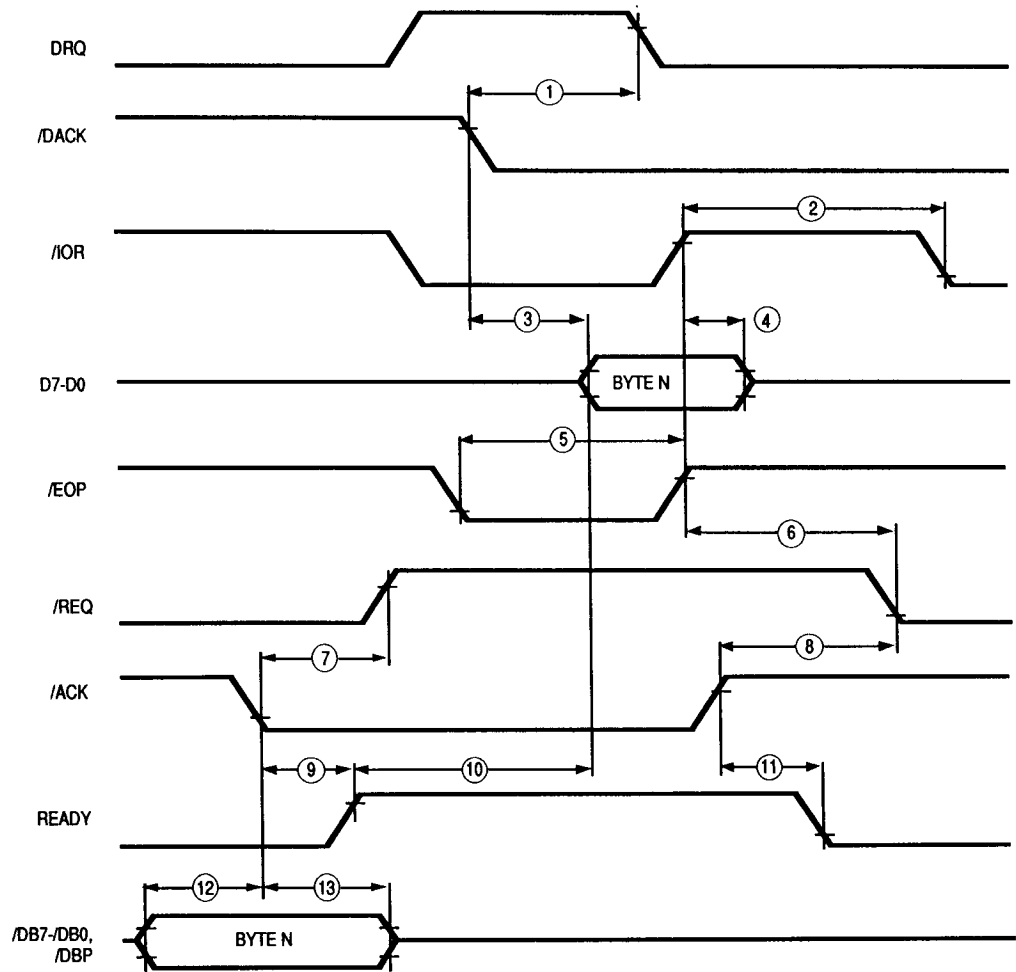 DRQ
1
/DACK
2
/IOR
3
4
D7-D0
BYTE N
5
/EOP
6
/REQ
7
8
/ACK
9
10
11
READY
12
13
/DB7-/DB0,
/DBP
BYTE N